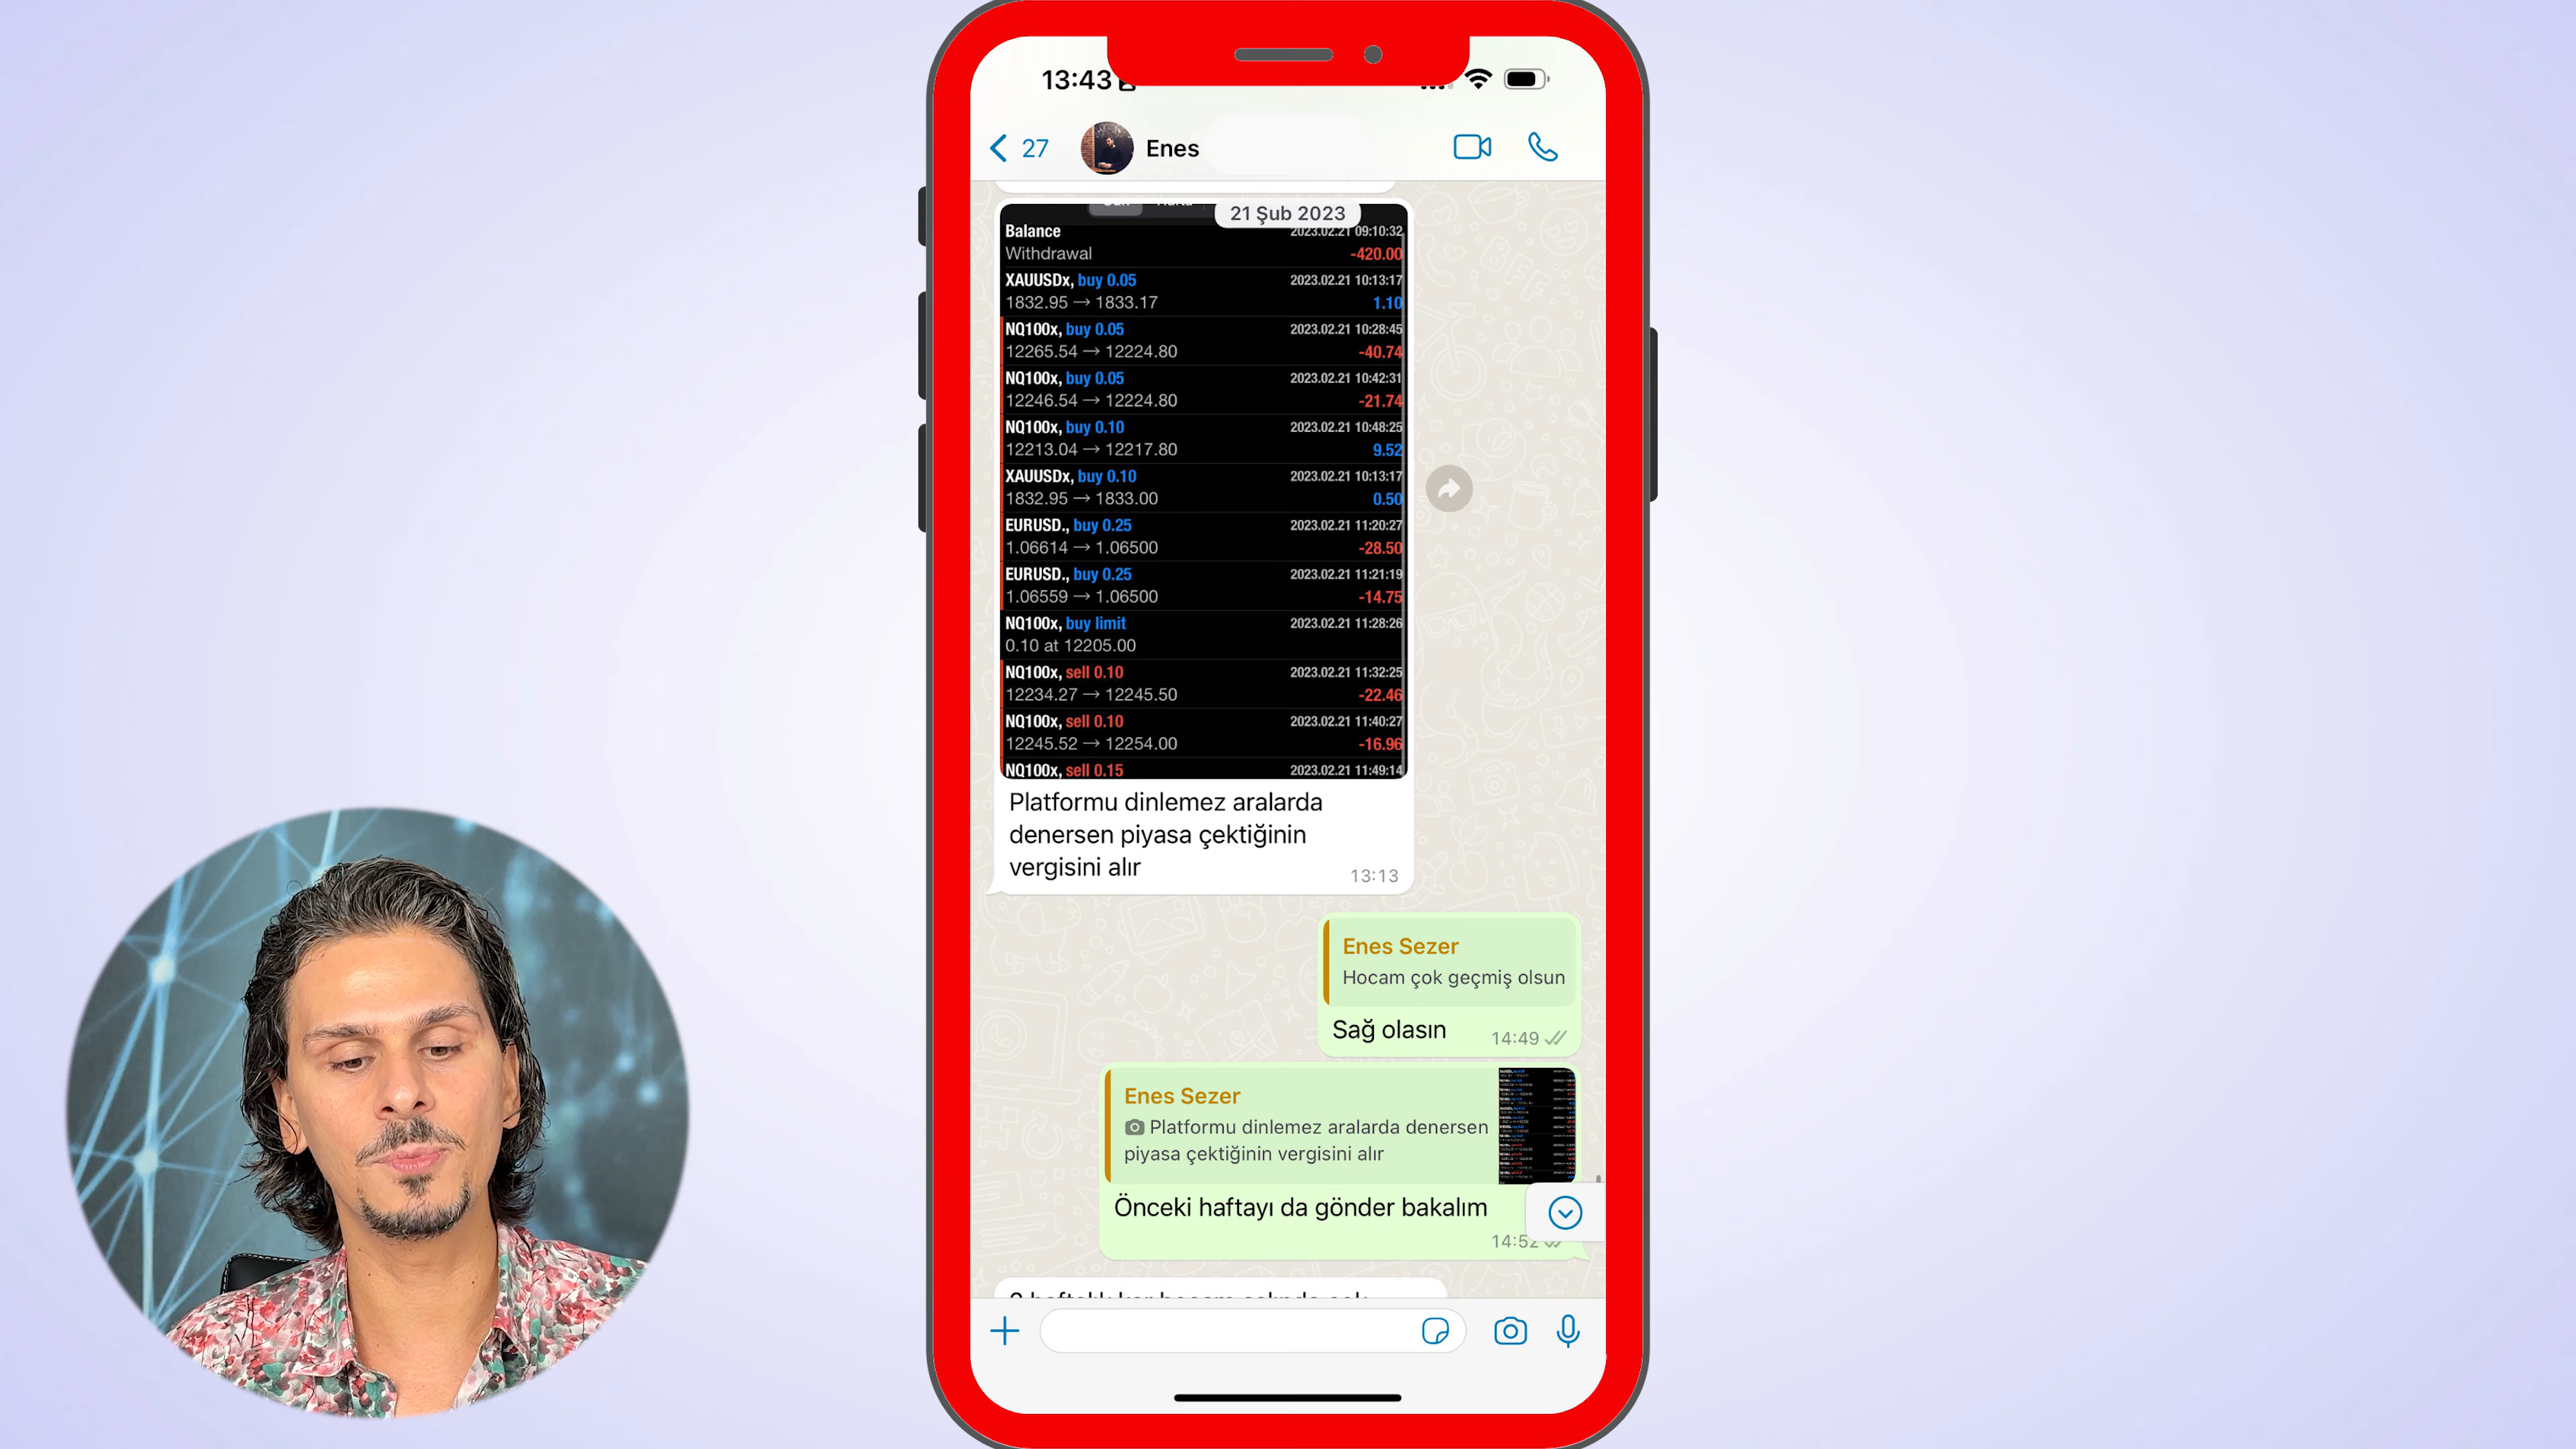 13:43
27 Enes
21 Şub 2023
Balance 2023.02.21 09:10:32
Withdrawal -420.00
XAUUSDx, buy 0.05 2023.02.21 10:13:17
1832.95 → 1833.17 1.10
NQ100x, buy 0.05 2023.02.21 10:28:45
12265.54 → 12224.80 -40.74
NQ100x, buy 0.05 2023.02.21 10:42:31
12246.54 → 12224.80 -21.74
NQ100x, buy 0.10 2023.02.21 10:48:25
12213.04 → 12217.80 9.52
XAUUSDx, buy 0.10 2023.02.21 10:13:17
1832.95 → 1833.00 0.50
EURUSD., buy 0.25 2023.02.21 11:20:27
1.06614 → 1.06500 -28.50
EURUSD., buy 0.25 2023.02.21 11:21:19
1.06559 → 1.06500 -14.75
NQ100x, buy limit 2023.02.21 11:28:26
0.10 at 12205.00
NQ100x, sell 0.10 2023.02.21 11:32:25
12234.27 → 12245.50 -22.46
NQ100x, sell 0.10 2023.02.21 11:40:27
12245.52 → 12254.00 -16.96
NQ100x, sell 0.15 2023.02.21 11:49:14
Platformu dinlemez aralarda
denersen piyasa çektiğinin
vergisini alır 13:13
Enes Sezer
Hocam çok geçmiş olsun
Sağ olasın 14:49
Enes Sezer
Platformu dinlemez aralarda denersen
piyasa çektiğinin vergisini alır
Önceki haftayı da gönder bakalım
14:52